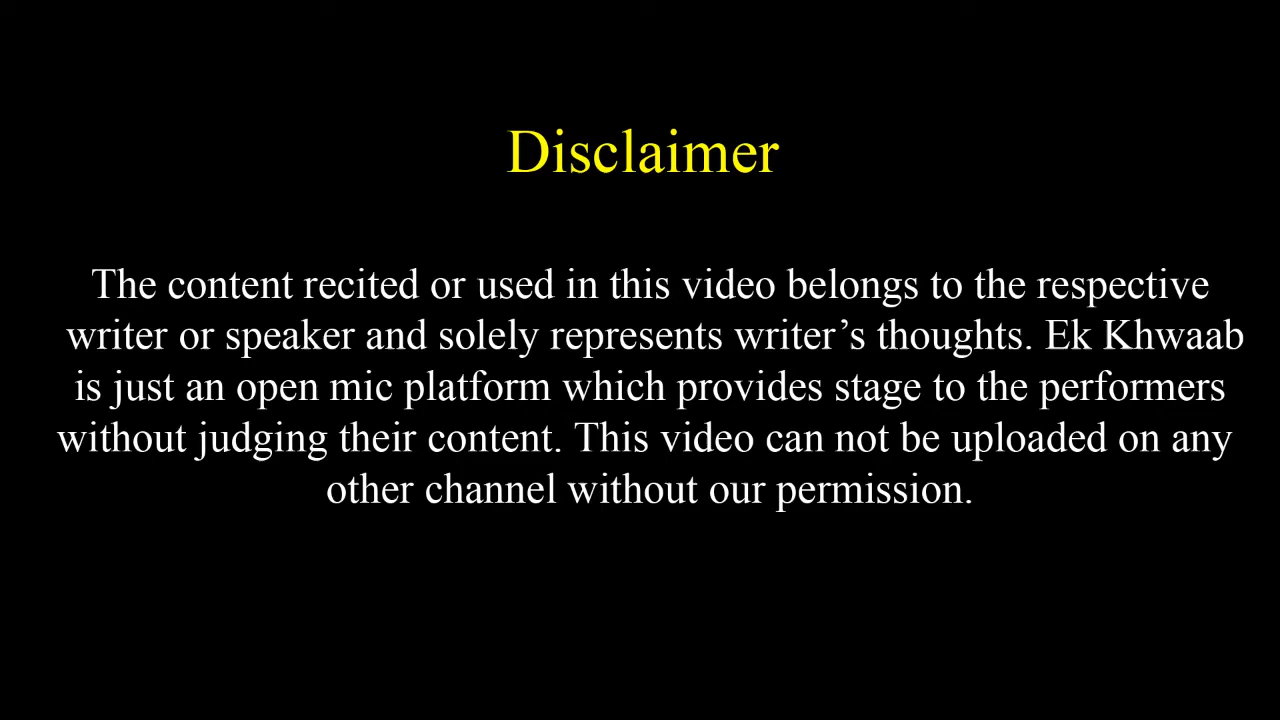 Disclaimer
The content recited or used in this video belongs to the respective
writer or speaker and solely represents writer’s thoughts. Ek Khwaab
is just an open mic platform which provides stage to the performers
without judging their content. This video can not be uploaded on any
other channel without our permission.